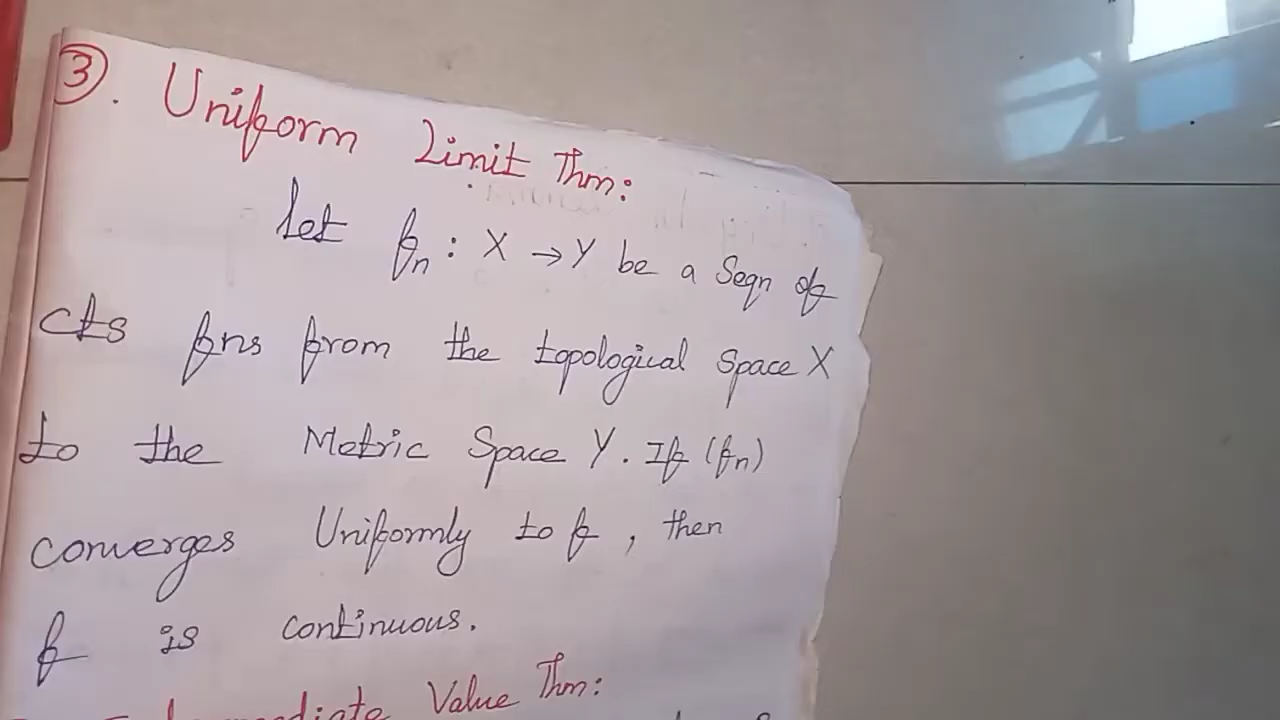 3. Uniform Limit Thm:
Let fn : X → Y be a Seqn of
cts fns from the topological Space X
to the Metric Space Y. If (fn)
converges Uniformly to f, then
f is continuous.
Intermediate Value Thm: